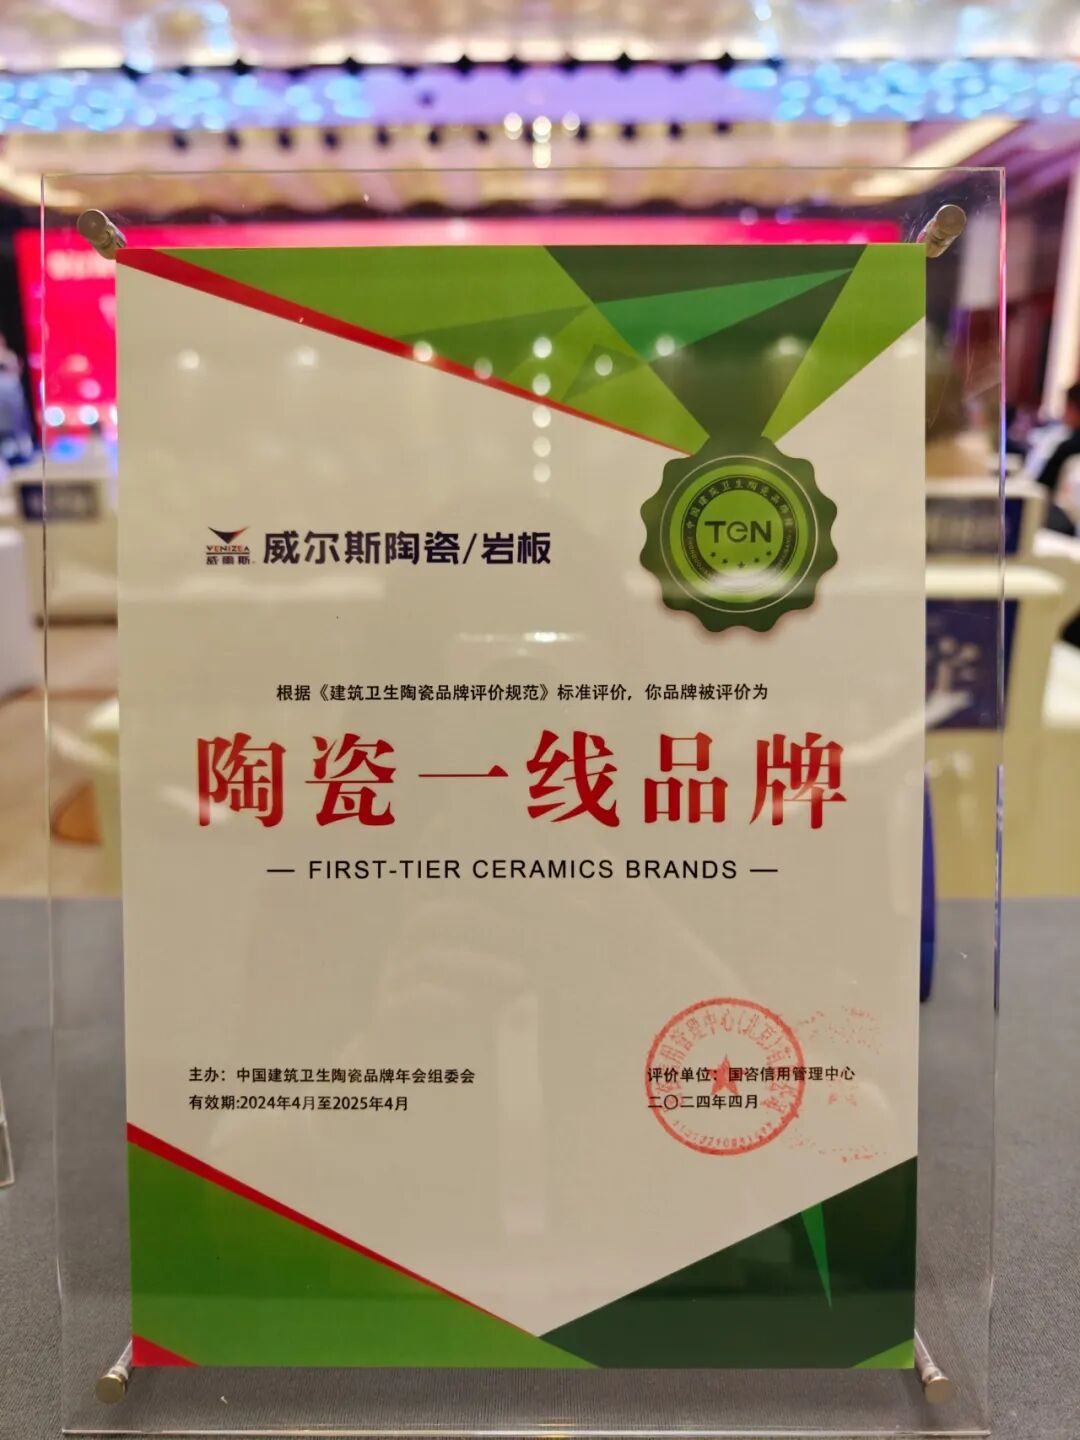 VENIZEA
威爾斯
威尔斯陶瓷/岩板
TeN
根据《建筑卫生陶瓷品牌评价规范》标准评价，你品牌被评价为
陶瓷一线品牌
— FIRST-TIER CERAMICS BRANDS —
主办：中国建筑卫生陶瓷品牌年会组委会
有效期:2024年4月至2025年4月
评价单位：国咨信用管理中心
二〇二四年四月